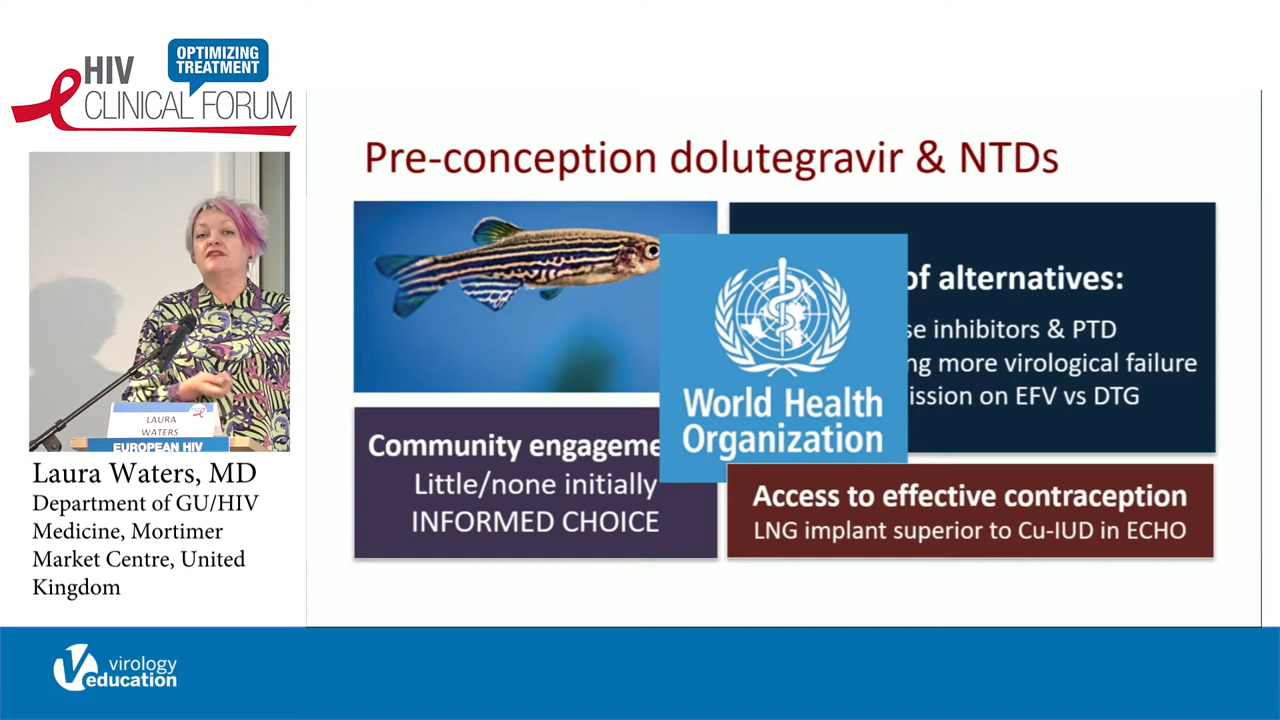 HIV
OPTIMIZING
TREATMENT
CLINICAL FORUM
LAURA
WATERS
EUROPEAN HIV
Laura Waters, MD
Department of GU/HIV
Medicine, Mortimer
Market Centre, United
Kingdom
Pre-conception dolutegravir & NTDs
of alternatives:
se inhibitors & PTD
ng more virological failure
ission on EFV vs DTG
World Health
Organization
Community engageme
Little/none initially
INFORMED CHOICE
Access to effective contraception
LNG implant superior to Cu-IUD in ECHO
virology
education